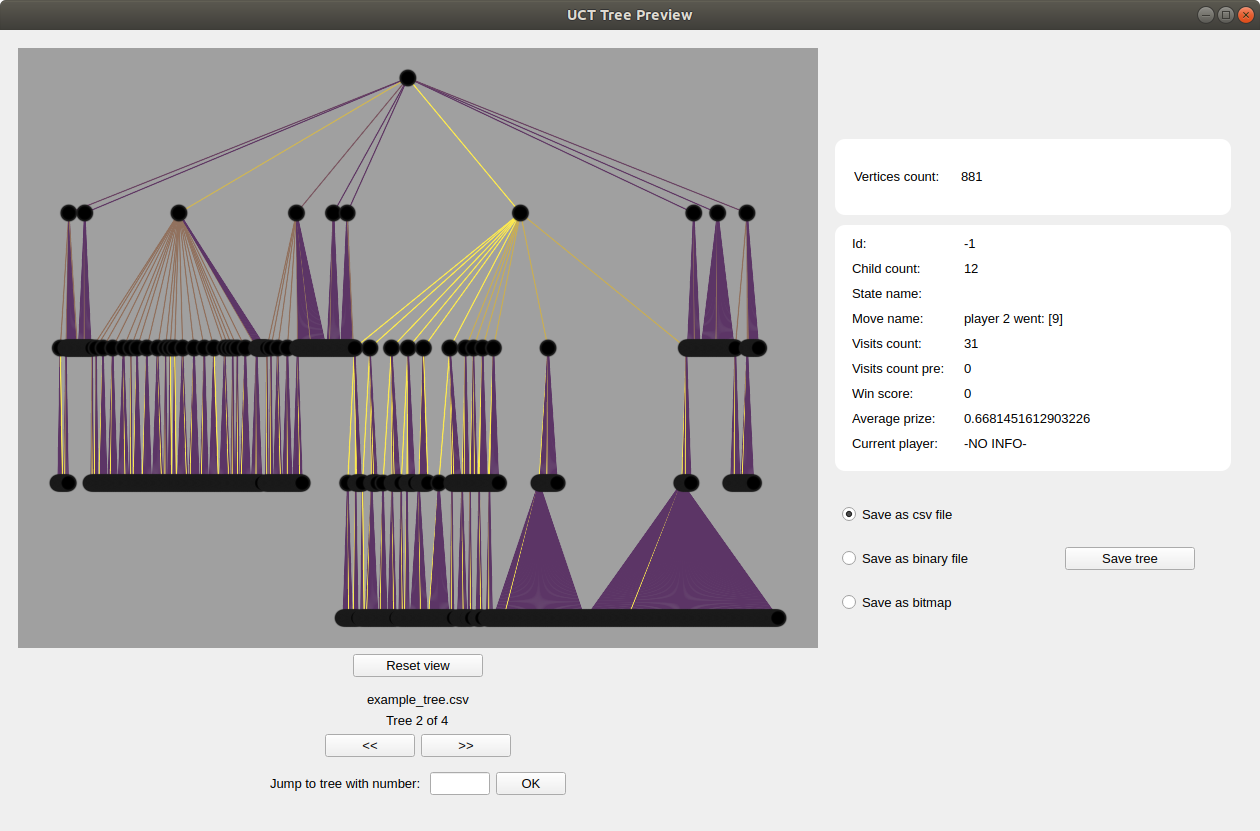 UCT Tree Preview
Vertices count: 881
Id: -1
Child count: 12
State name:
Move name: player 2 went: [9]
Visits count: 31
Visits count pre: 0
Win score: 0
Average prize: 0.6681451612903226
Current player: -NO INFO-
Save as csv file
Save as binary file
Save tree
Save as bitmap
Reset view
example_tree.csv
Tree 2 of 4
<< >>
Jump to tree with number: OK